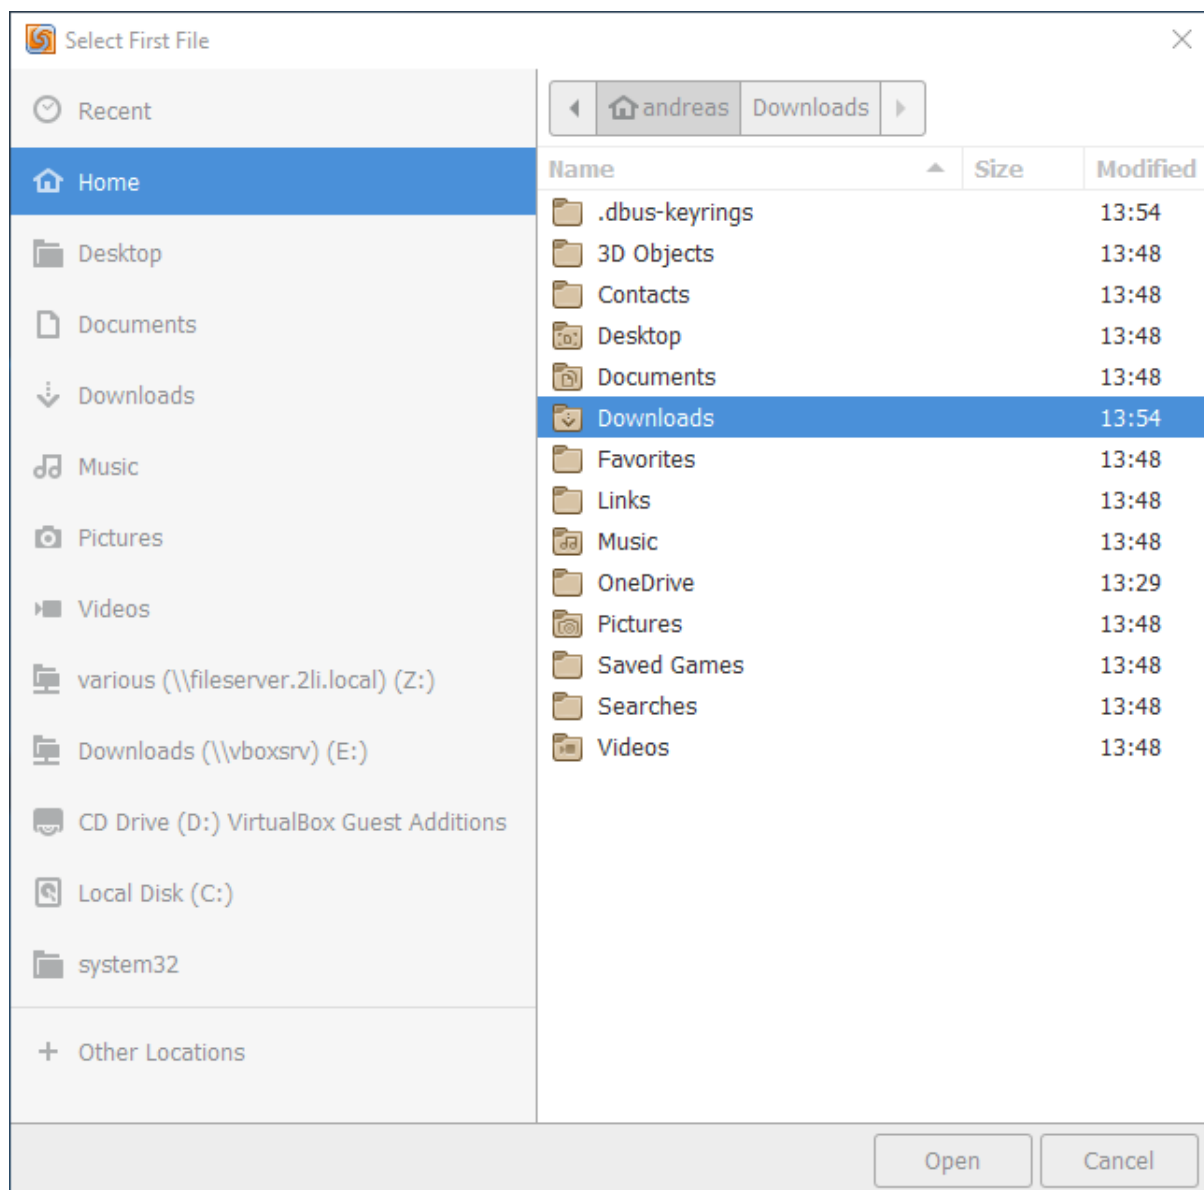 Select First File
Recent
Home
Desktop
Documents
Downloads
Music
Pictures
Videos
various (\\fileserver.2li.local) (Z:)
Downloads (\\vboxsrv) (E:)
CD Drive (D:) VirtualBox Guest Additions
Local Disk (C:)
system32
Other Locations
andreas Downloads
Name Size Modified
.dbus-keyrings 13:54
3D Objects 13:48
Contacts 13:48
Desktop 13:48
Documents 13:48
Downloads 13:54
Favorites 13:48
Links 13:48
Music 13:48
OneDrive 13:29
Pictures 13:48
Saved Games 13:48
Searches 13:48
Videos 13:48
Open Cancel